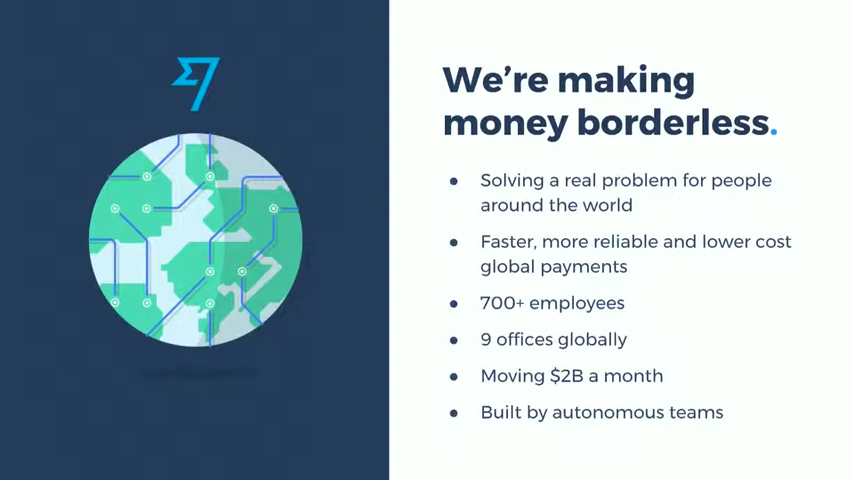 We're making
money borderless.
● Solving a real problem for people
around the world
● Faster, more reliable and lower cost
global payments
● 700+ employees
● 9 offices globally
● Moving $2B a month
● Built by autonomous teams